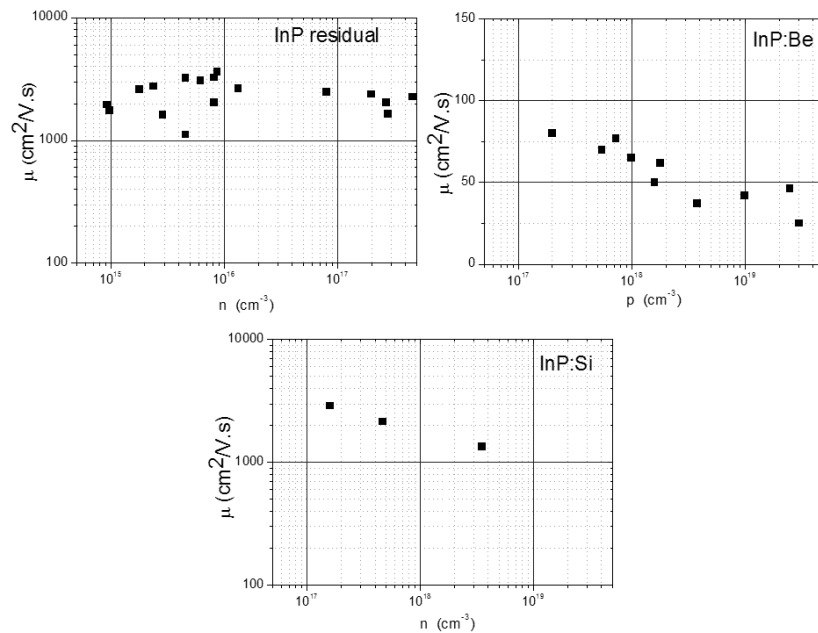 10000
InP residual
μ (cm²/V.s)
1000
100
10¹⁵
10¹⁶
10¹⁷
n (cm⁻³)
150
InP:Be
μ (cm²/V.s)
100
50
0
10¹⁷
10¹⁸
10¹⁹
p (cm⁻³)
10000
InP:Si
μ (cm²/V.s)
1000
100
10¹⁷
10¹⁸
10¹⁹
n (cm⁻³)